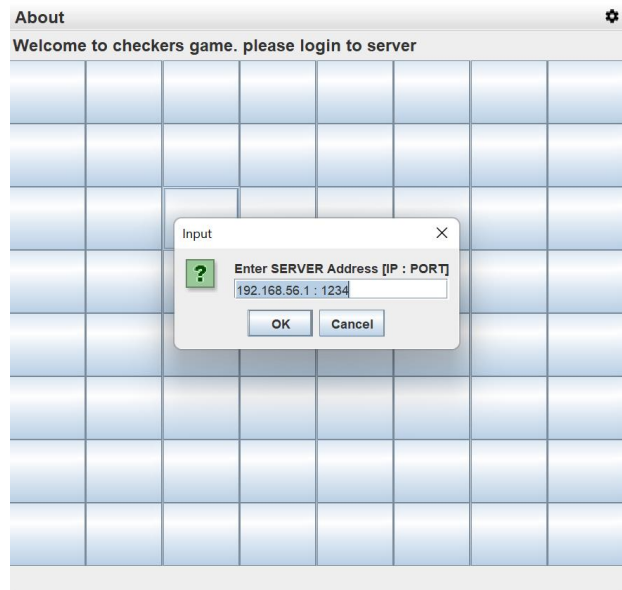 About
Welcome to checkers game. please login to server
Input
?
Enter SERVER Address [IP : PORT]
192.168.56.1 : 1234
OK Cancel